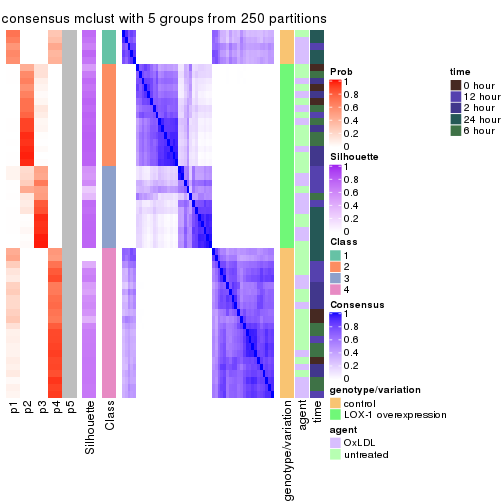 consensus mclust with 5 groups from 250 partitions
Prob
1
0.8
0.6
0.4
0.2
0
Silhouette
1
0.8
0.6
0.4
0.2
0
Class
1
2
3
4
Consensus
1
0.8
0.6
0.4
0.2
0
genotype/variation
control
LOX-1 overexpression
agent
OxLDL
untreated
time
0 hour
12 hour
2 hour
24 hour
6 hour
p1
p2
p3
p4
p5
Silhouette
Class
genotype/variation
agent
time